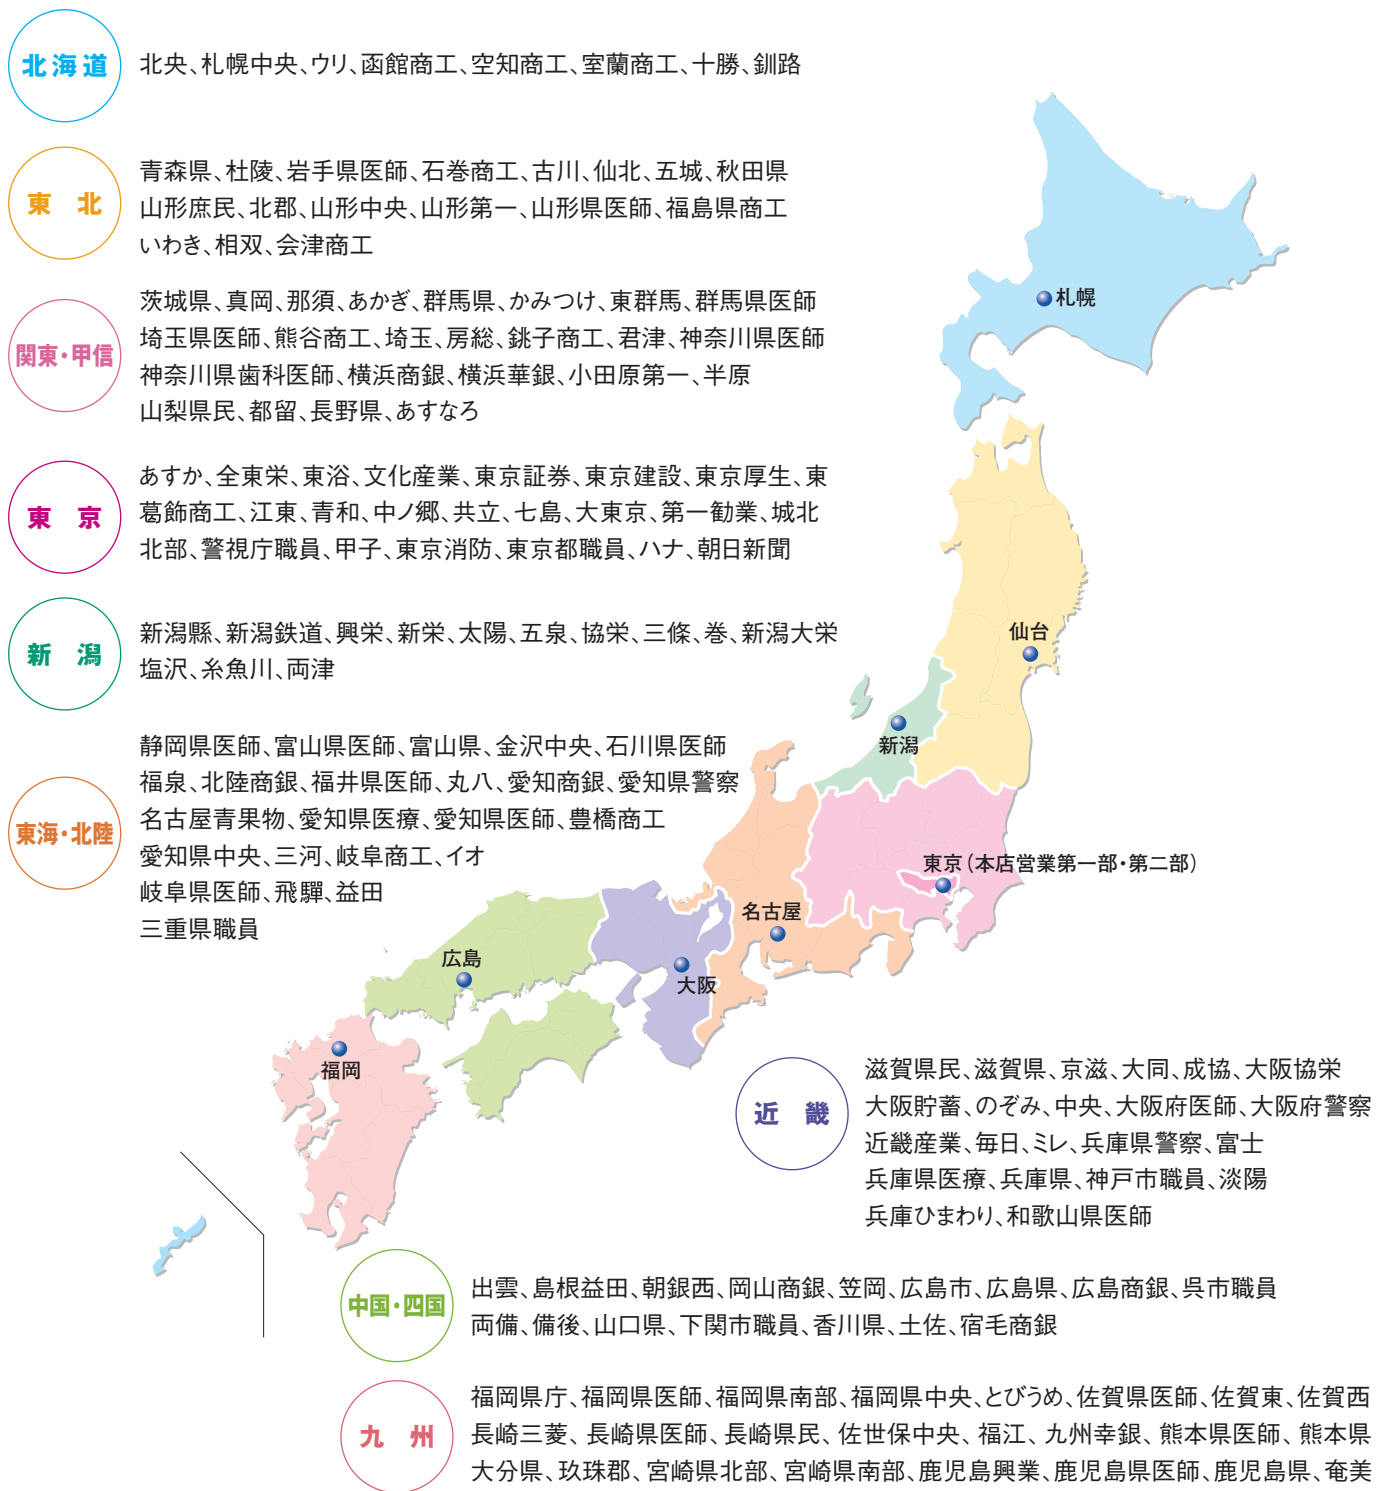 北海道
北央、札幌中央、ウリ、函館商工、空知商工、室蘭商工、十勝、釧路
東 北
青森県、杜陵、岩手県医師、石巻商工、古川、仙北、五城、秋田県
山形庶民、北郡、山形中央、山形第一、山形県医師、福島県商工
いわき、相双、会津商工
関東・甲信
茨城県、真岡、那須、あかぎ、群馬県、かみつけ、東群馬、群馬県医師
埼玉県医師、熊谷商工、埼玉、房総、銚子商工、君津、神奈川県医師
神奈川県歯科医師、横浜商銀、横浜華銀、小田原第一、半原
山梨県民、都留、長野県、あすなろ
東 京
あすか、全東栄、東浴、文化産業、東京証券、東京建設、東京厚生、東
葛飾商工、江東、青和、中ノ郷、共立、七島、大東京、第一勧業、城北
北部、警視庁職員、甲子、東京消防、東京都職員、ハナ、朝日新聞
新 潟
新潟縣、新潟鉄道、興栄、新栄、太陽、五泉、協栄、三條、巻、新潟大栄
塩沢、糸魚川、両津
東海・北陸
静岡県医師、富山県医師、富山県、金沢中央、石川県医師
福泉、北陸商銀、福井県医師、丸八、愛知商銀、愛知県警察
名古屋青果物、愛知県医療、愛知県医師、豊橋商工
愛知県中央、三河、岐阜商工、イオ
岐阜県医師、飛驒、益田
三重県職員
札幌
仙台
新潟
東京（本店営業第一部・第二部）
名古屋
大阪
広島
福岡
近 畿
滋賀県民、滋賀県、京滋、大同、成協、大阪協栄
大阪貯蓄、のぞみ、中央、大阪府医師、大阪府警察
近畿産業、毎日、ミレ、兵庫県警察、富士
兵庫県医療、兵庫県、神戸市職員、淡陽
兵庫ひまわり、和歌山県医師
中国・四国
出雲、島根益田、朝銀西、岡山商銀、笠岡、広島市、広島県、広島商銀、呉市職員
両備、備後、山口県、下関市職員、香川県、土佐、宿毛商銀
九 州
福岡県庁、福岡県医師、福岡県南部、福岡県中央、とびうめ、佐賀県医師、佐賀東、佐賀西
長崎三菱、長崎県医師、長崎県民、佐世保中央、福江、九州幸銀、熊本県医師、熊本県
大分県、玖珠郡、宮崎県北部、宮崎県南部、鹿児島興業、鹿児島県医師、鹿児島県、奄美